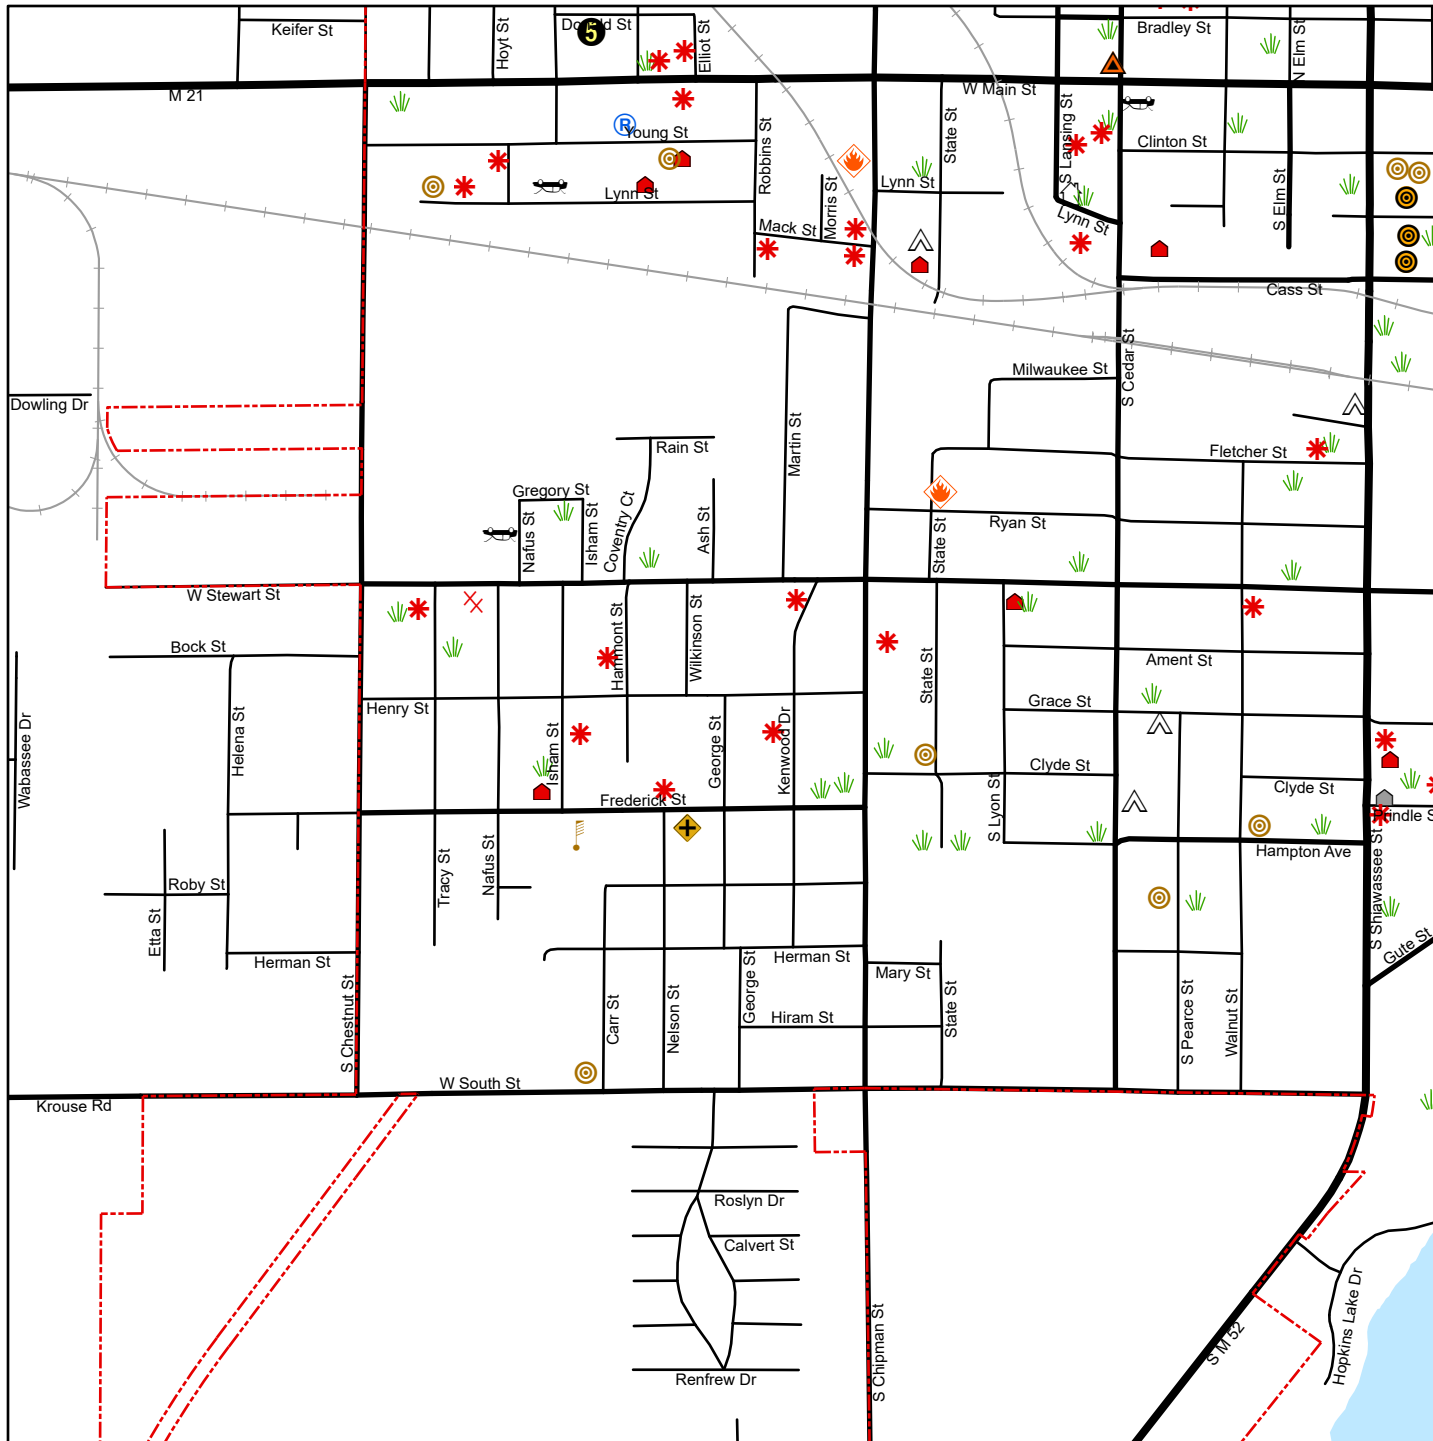 Keifer St
Hoyt St
5
Elliot St
Bradley St
N Elm St
M 21
W Main St
R
Young St
Robbins St
State St
S Lansing St
Clinton St
Lynn St
Morris St
Lynn St
Mack St
Lynn St
S Elm St
Cass St
Dowling Dr
Milwaukee St
S Cedar St
Martin St
Rain St
Fletcher St
Gregory St
Nafus St
Isham St
Coventry Ct
Ash St
State St
Ryan St
W Stewart St
Bock St
Hammont St
Wilkinson St
State St
Ament St
Wabassee Dr
Helena St
Henry St
Isham St
George St
Kenwood Dr
Grace St
Clyde St
S Lyon St
Clyde St
Frederick St
Prindle S
Hampton Ave
Tracy St
Nafus St
Roby St
Etta St
Herman St
S Chestnut St
Carr St
Nelson St
George St
Herman St
Mary St
State St
Hiram St
S Pearce St
Walnut St
S Shiawassee St
Gute St
W South St
Krouse Rd
Roslyn Dr
Calvert St
Renfrew Dr
S Chipman St
S M 52
Hopkins Lake Dr